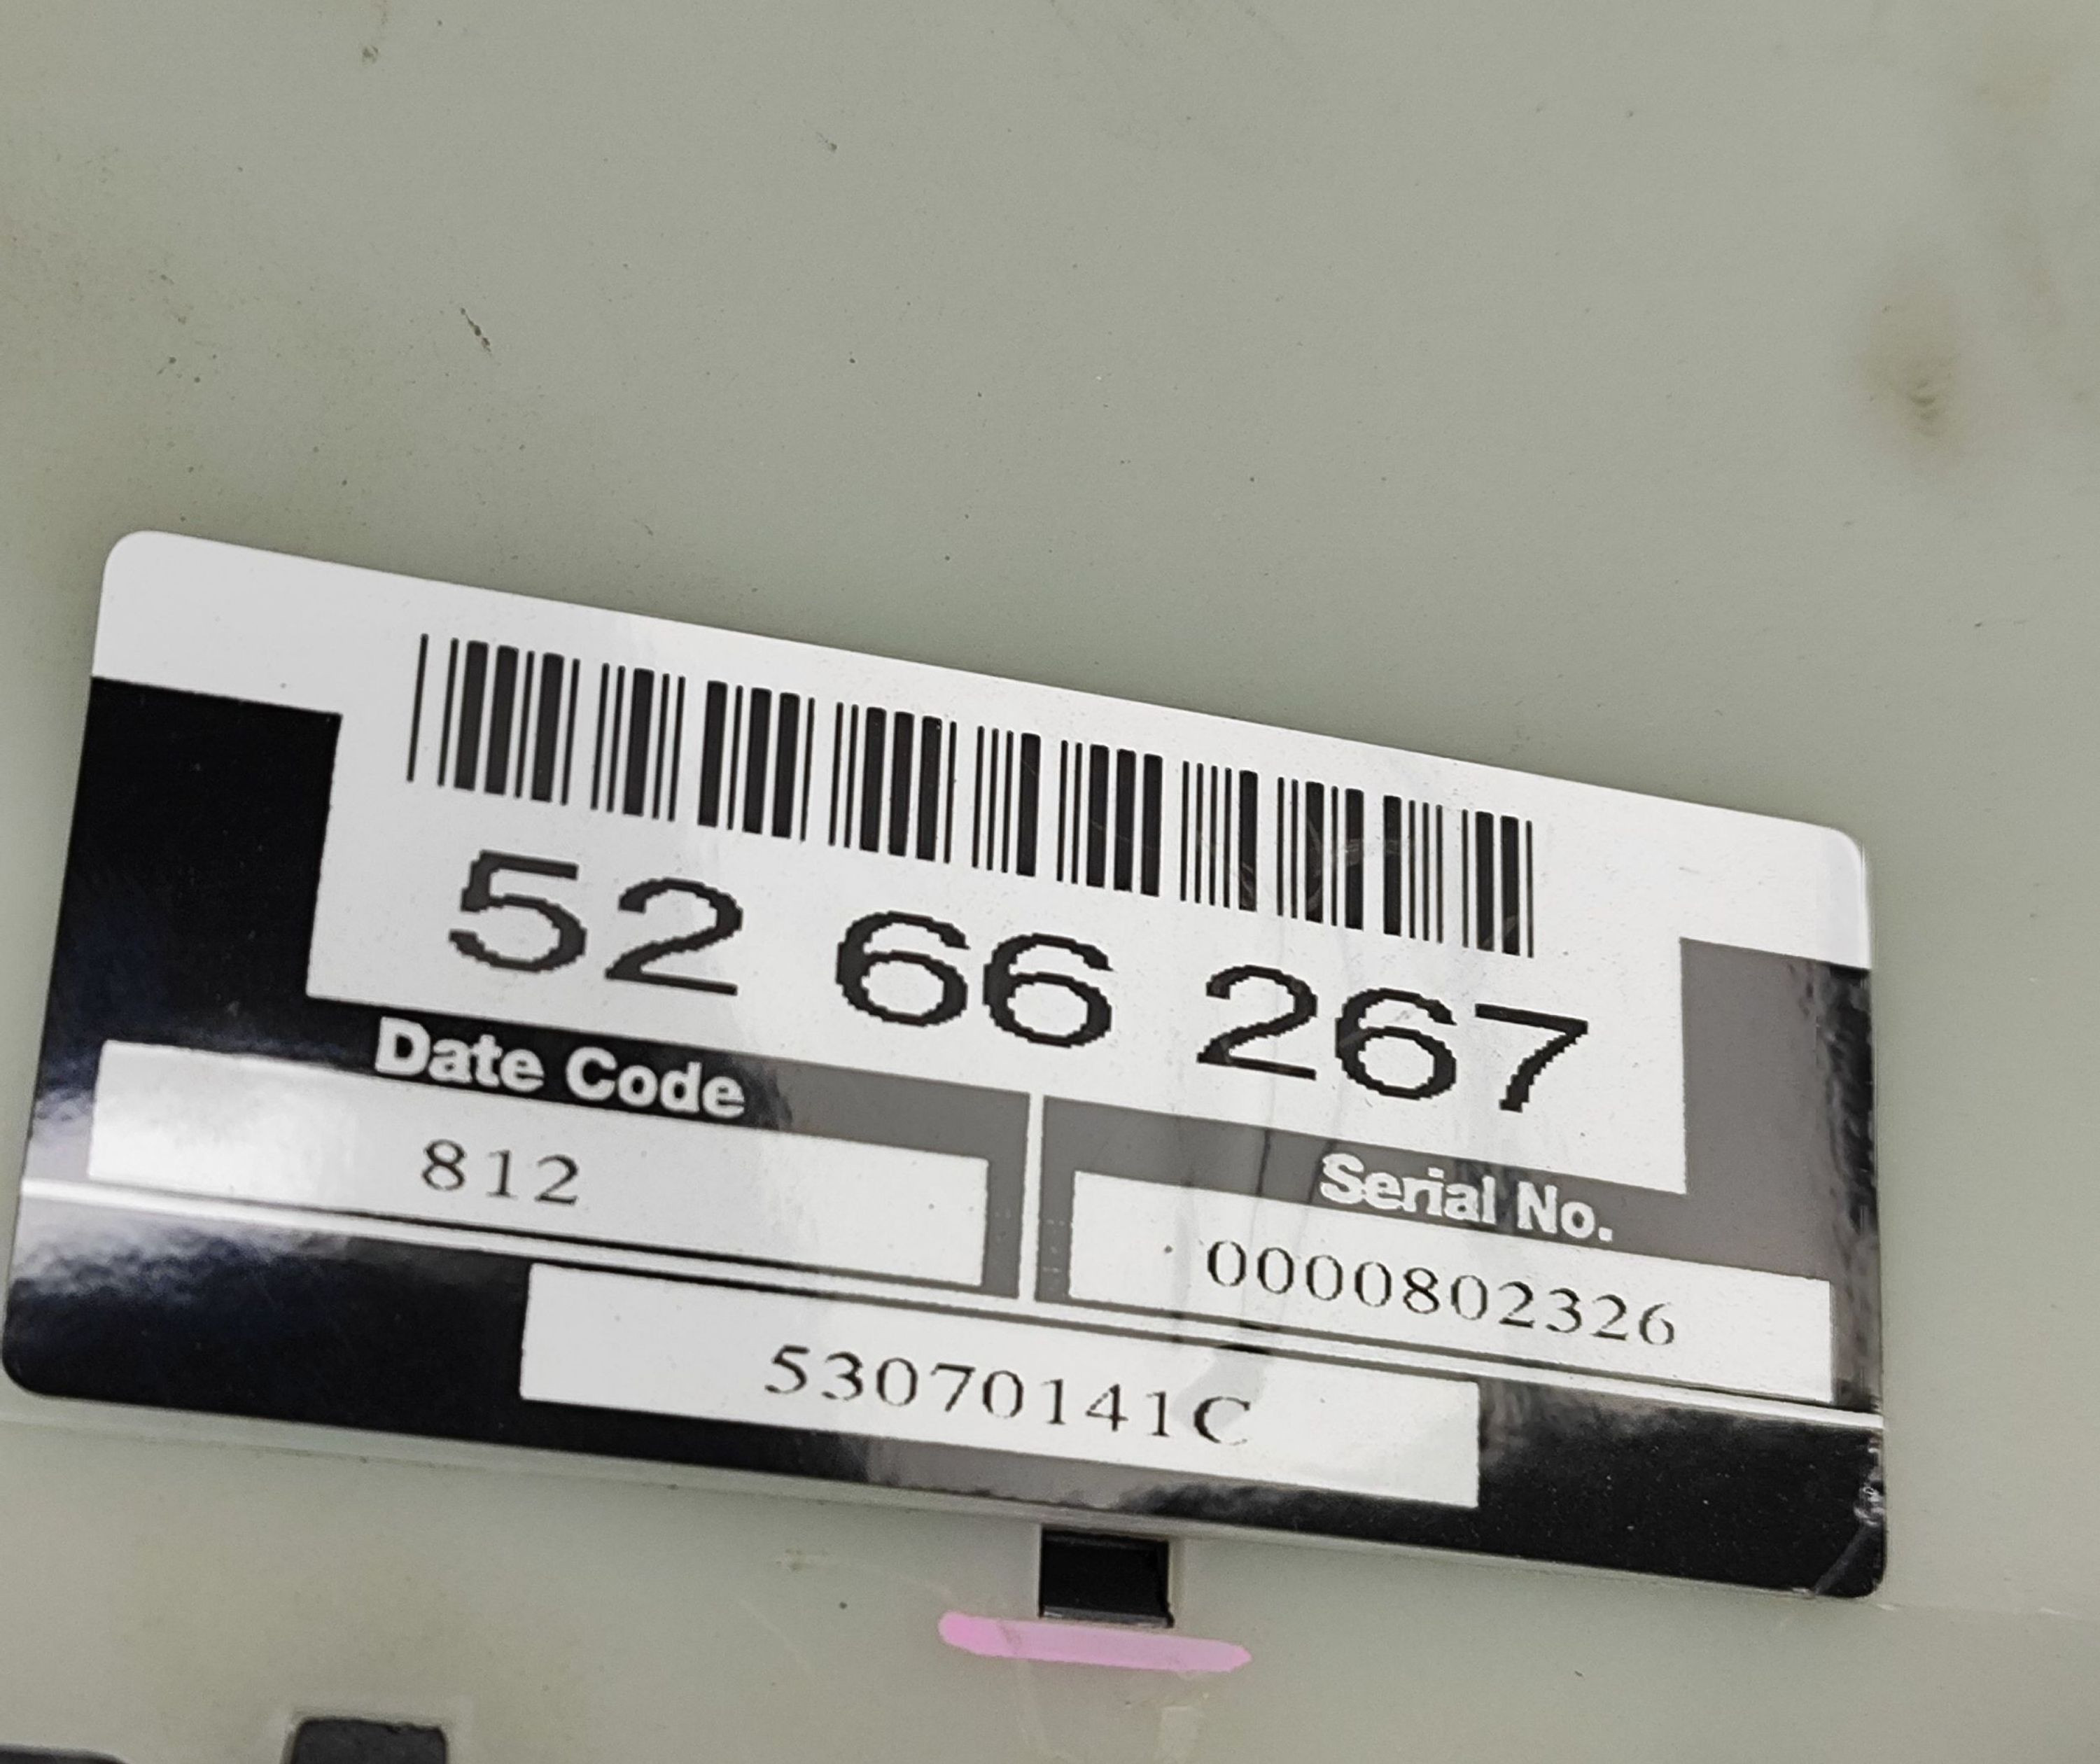 52 66 267
Date Code
812
Serial No.
0000802326
53070141C